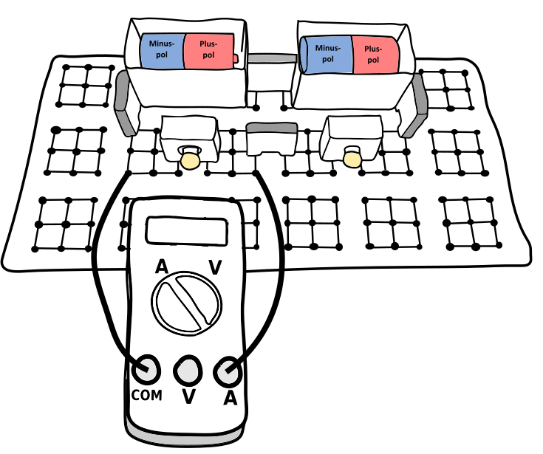 Minus-
pol
Plus-
pol
Minus-
pol
Plus-
pol
A
V
COM
V
A